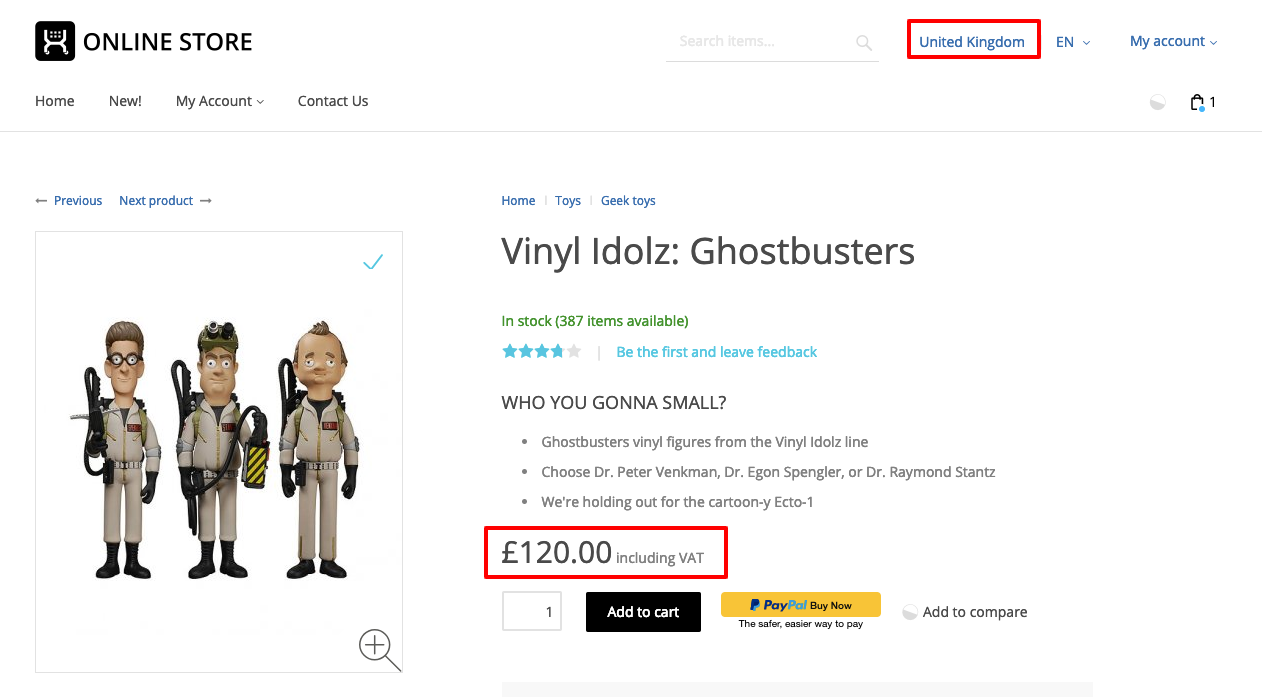 ONLINE STORE
Search items...
United Kingdom
EN
My account
Home
New!
My Account
Contact Us
1
Previous
Next product
Home
Toys
Geek toys
Vinyl Idolz: Ghostbusters
In stock (387 items available)
|
Be the first and leave feedback
WHO YOU GONNA SMALL?
• Ghostbusters vinyl figures from the Vinyl Idolz line
• Choose Dr. Peter Venkman, Dr. Egon Spengler, or Dr. Raymond Stantz
• We're holding out for the cartoon-y Ecto-1
£120.00 including VAT
1
Add to cart
PayPal Buy Now
The safer, easier way to pay
Add to compare